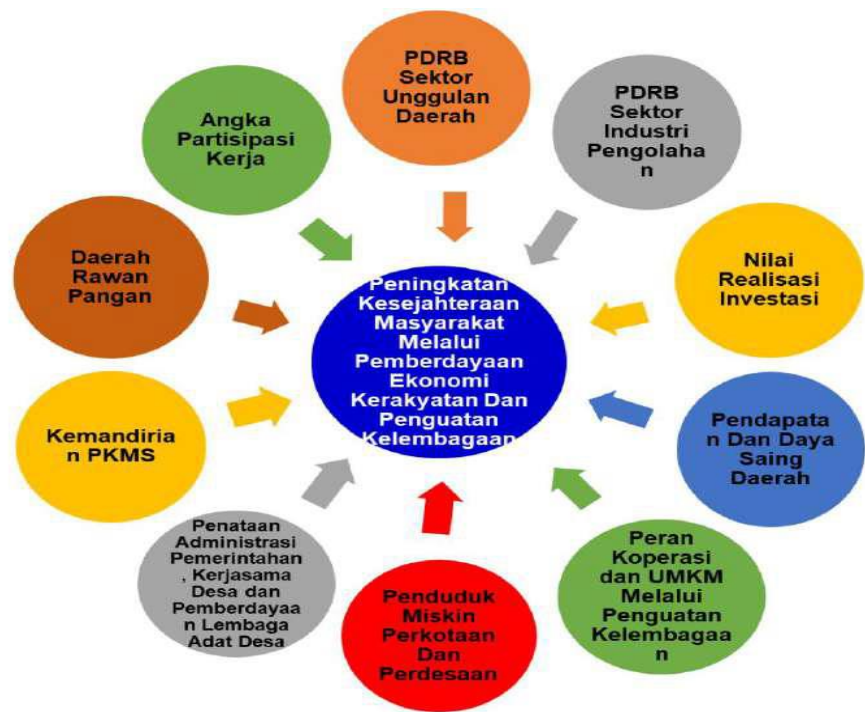 PDRB
Sektor
Unggulan
Daerah
PDRB
Sektor
Industri
Pengolaha
n
Nilai
Realisasi
Investasi
Pendapata
n Dan Daya
Saing
Daerah
Peran
Koperasi
dan UMKM
Melalui
Penguatan
Kelembagaa
n
Penduduk
Miskin
Perkotaan
Dan
Perdesaan
Penataan
Administrasi
Pemerintahan
, Kerjasama
Desa dan
Pemberdayaa
n Lembaga
Adat Desa
Kemandiria
n PKMS
Daerah
Rawan
Pangan
Angka
Partisipasi
Kerja
Peningkatan
Kesejahteraan
Masyarakat
Melalui
Pemberdayaan
Ekonomi
Kerakyatan Dan
Penguatan
Kelembagaan